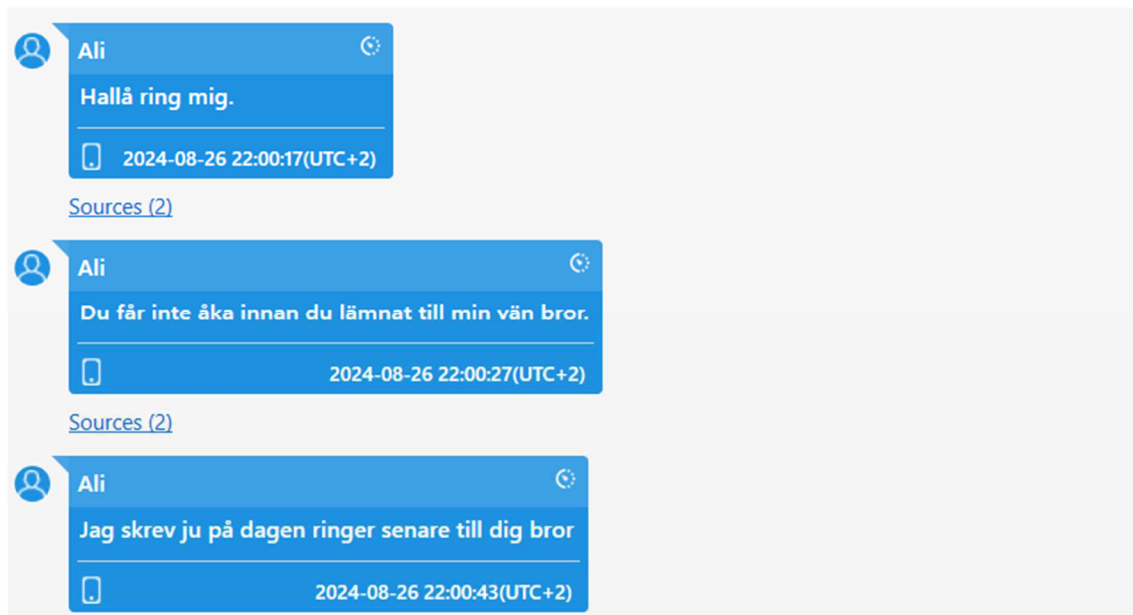 Ali
Hallå ring mig.
2024-08-26 22:00:17(UTC+2)
Sources (2)
Ali
Du får inte åka innan du lämnat till min vän bror.
2024-08-26 22:00:27(UTC+2)
Sources (2)
Ali
Jag skrev ju på dagen ringer senare till dig bror
2024-08-26 22:00:43(UTC+2)